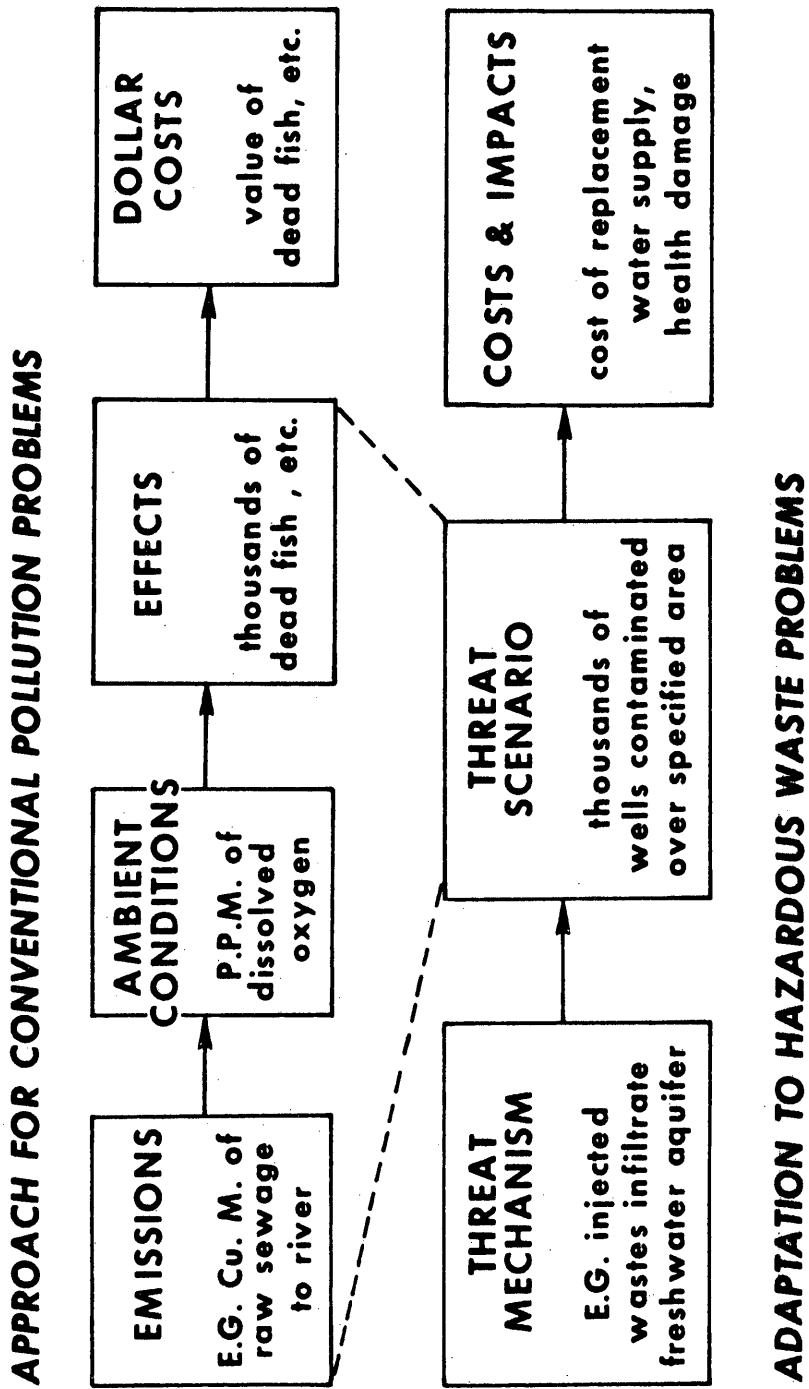 APPROACH FOR CONVENTIONAL POLLUTION PROBLEMS
EMISSIONS
E.G. Cu. M. of
raw sewage
to river
AMBIENT
CONDITIONS
P.P.M. of
dissolved
oxygen
EFFECTS
thousands of
dead fish , etc.
DOLLAR
COSTS
value of
dead fish, etc.
THREAT
MECHANISM
E.G. injected
wastes infiltrate
freshwater aquifer
THREAT
SCENARIO
thousands of
wells contaminated
over specified area
COSTS & IMPACTS
cost of replacement
water supply,
health damage
ADAPTATION TO HAZARDOUS WASTE PROBLEMS